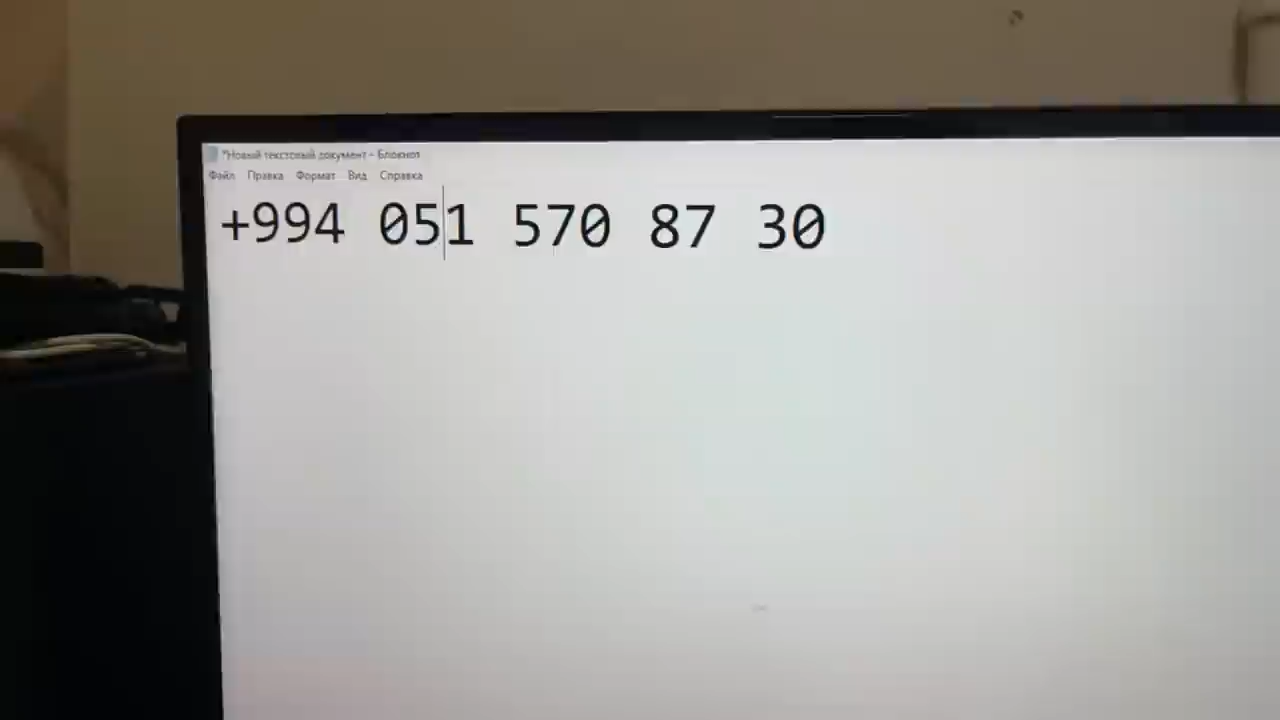 *Новый текстовый документ – Блокнот
Файл Правка Формат Вид Справка
+994 051 570 87 30